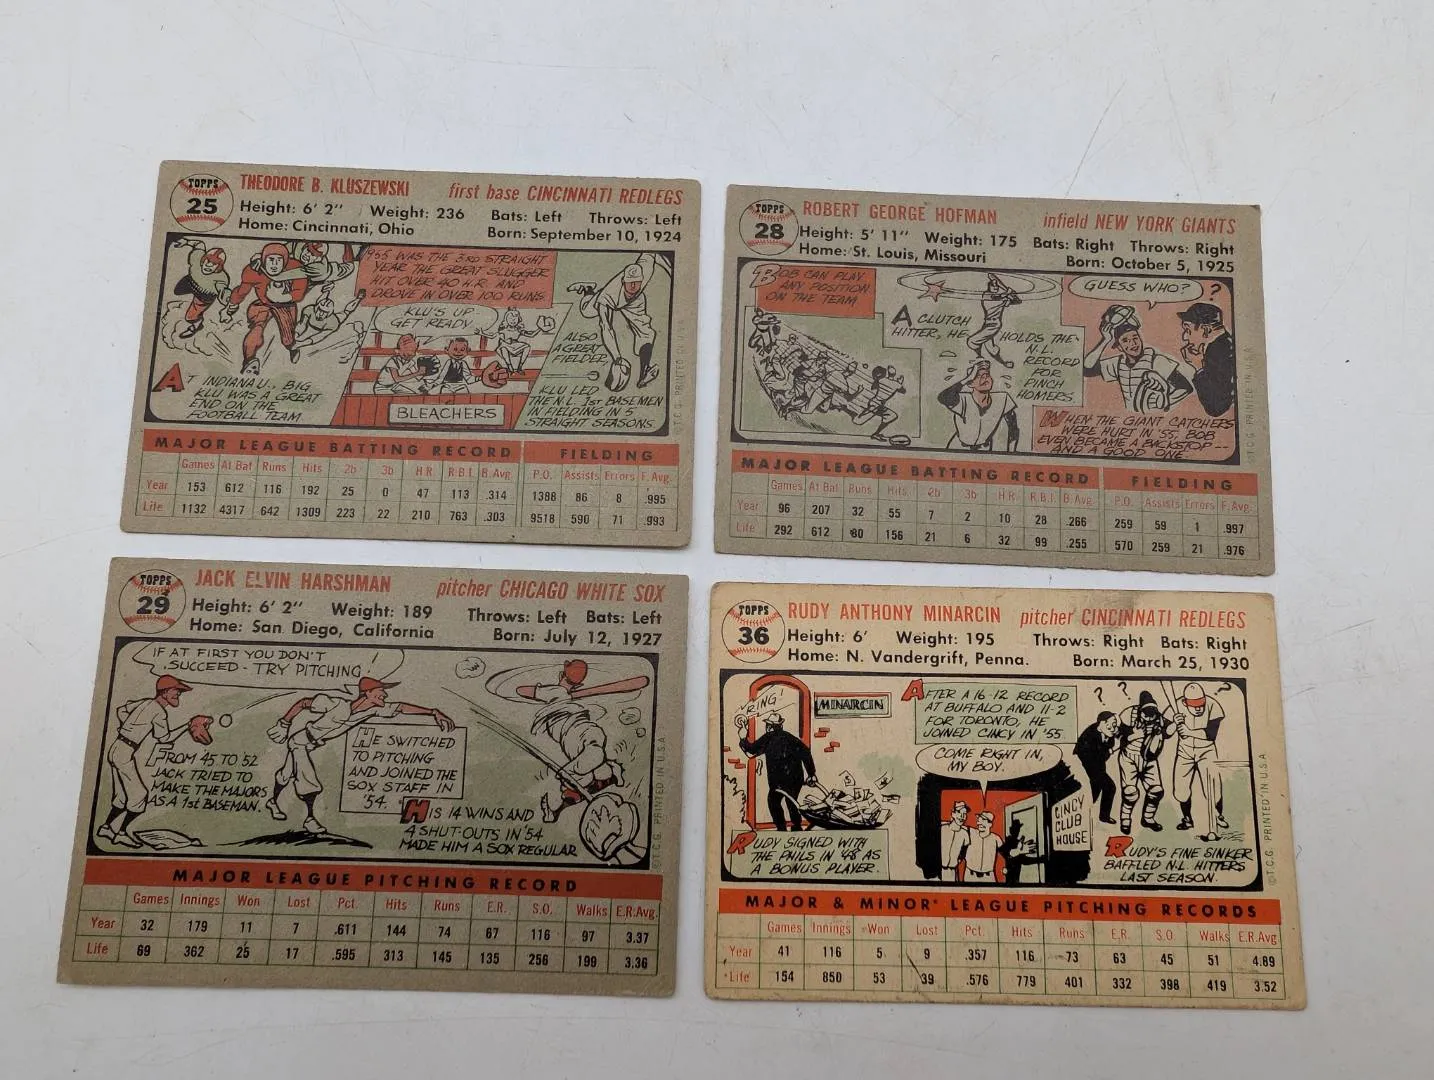 TOPPS
25
THEODORE B. KLUSZEWSKI first base CINCINNATI REDLEGS
Height: 6' 2" Weight: 236 Bats: Left Throws: Left
Home: Cincinnati, Ohio Born: September 10, 1924
1955 WAS THE 3RD STRAIGHT
YEAR THE GREAT SLUGGER
HIT OVER 40 H.R. AND
DROVE IN OVER 100 RUNS.
KLU'S UP
GET READY
ALSO
A GREAT
FIELDER,
KLU LED
THE N.L. 1st BASEMEN
IN FIELDING IN 5
STRAIGHT SEASONS.
AT INDIANA U., BIG
KLU WAS A GREAT
END ON THE
FOOTBALL TEAM.
BLEACHERS
©T.C.G. PRINTED IN U.S.A.
MAJOR LEAGUE BATTING RECORD FIELDING
Games At Bat Runs Hits 2b 3b H.R. R.B.I. B.Avg. P.O. Assists Errors F.Avg.
Year 153 612 116 192 25 0 47 113 .314 1388 86 8 .995
Life 1132 4317 642 1309 223 22 210 763 .303 9518 590 71 .993
TOPPS
28
ROBERT GEORGE HOFMAN infield NEW YORK GIANTS
Height: 5' 11" Weight: 175 Bats: Right Throws: Right
Home: St. Louis, Missouri Born: October 5, 1925
BOB CAN PLAY
ANY POSITION
ON THE TEAM.
A CLUTCH
HITTER, HE
HOLDS THE
N.L.
RECORD
FOR
PINCH
HOMERS.
GUESS WHO?
?
WHEN THE GIANT CATCHERS
WERE HURT IN '55, BOB
EVEN BECAME A BACKSTOP--
AND A GOOD ONE.
©T.C.G. PRINTED IN U.S.A.
MAJOR LEAGUE BATTING RECORD FIELDING
Games At Bat Runs Hits 2b 3b H.R. R.B.I. B.Avg. P.O. Assists Errors F.Avg.
Year 96 207 32 55 7 2 10 28 .266 259 59 1 .997
Life 292 612 80 156 21 6 32 99 .255 570 259 21 .976
TOPPS
29
JACK ELVIN HARSHMAN pitcher CHICAGO WHITE SOX
Height: 6' 2" Weight: 189 Throws: Left Bats: Left
Home: San Diego, California Born: July 12, 1927
IF AT FIRST YOU DON'T
SUCCEED - TRY PITCHING!
FROM '45 TO '52
JACK TRIED TO
MAKE THE MAJORS
AS A 1st BASEMAN.
HE SWITCHED
TO PITCHING
AND JOINED THE
SOX STAFF IN
'54.
HIS 14 WINS AND
4 SHUT-OUTS IN '54
MADE HIM A SOX REGULAR.
©T.C.G. PRINTED IN U.S.A.
MAJOR LEAGUE PITCHING RECORD
Games Innings Won Lost Pct. Hits Runs E.R. S.O. Walks E.R.Avg.
Year 32 179 11 7 .611 144 74 67 116 97 3.37
Life 69 362 25 17 .595 313 145 135 256 199 3.36
TOPPS
36
RUDY ANTHONY MINARCIN pitcher CINCINNATI REDLEGS
Height: 6' Weight: 195 Throws: Right Bats: Right
Home: N. Vandergrift, Penna. Born: March 25, 1930
RING!
MINARCIN
AFTER A 16-12 RECORD
AT BUFFALO AND 11-2
FOR TORONTO, HE
JOINED CINCY IN '55.
? ? ?
COME RIGHT IN,
MY BOY.
CINCY
CLUB
HOUSE
RUDY SIGNED WITH
THE PHILS IN '48 AS
A BONUS PLAYER.
RUDY'S FINE SINKER
BAFFLED N.L. HITTERS
LAST SEASON.
©T.C.G. PRINTED IN U.S.A.
MAJOR & MINOR* LEAGUE PITCHING RECORDS
Games Innings Won Lost Pct. Hits Runs E.R. S.O. Walks E.R.Avg
Year 41 116 5 9 .357 116 73 63 45 51 4.89
*Life 154 850 53 39 .576 779 401 332 398 419 3.52